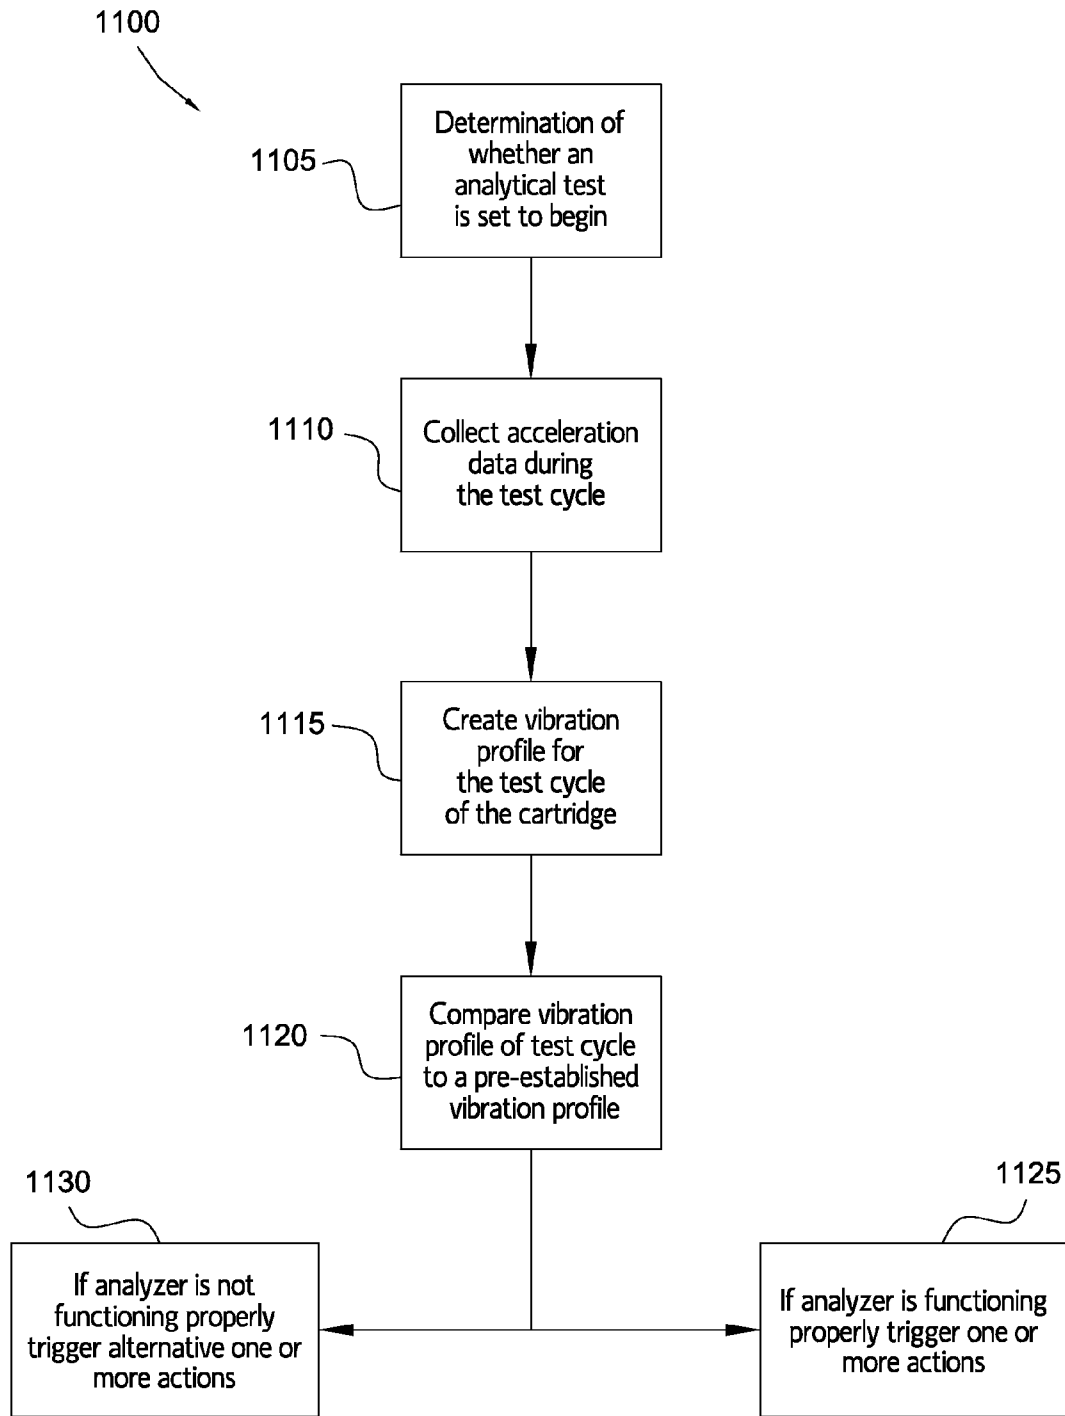 1100
Determination of
whether an
analytical test
is set to begin
1105
Collect acceleration
data during
the test cycle
1110
Create vibration
profile for
the test cycle
of the cartridge
1115
Compare vibration
profile of test cycle
to a pre-established
vibration profile
1120
1130
If analyzer is not
functioning properly
trigger alternative one or
more actions
1125
If analyzer is functioning
properly trigger one or
more actions